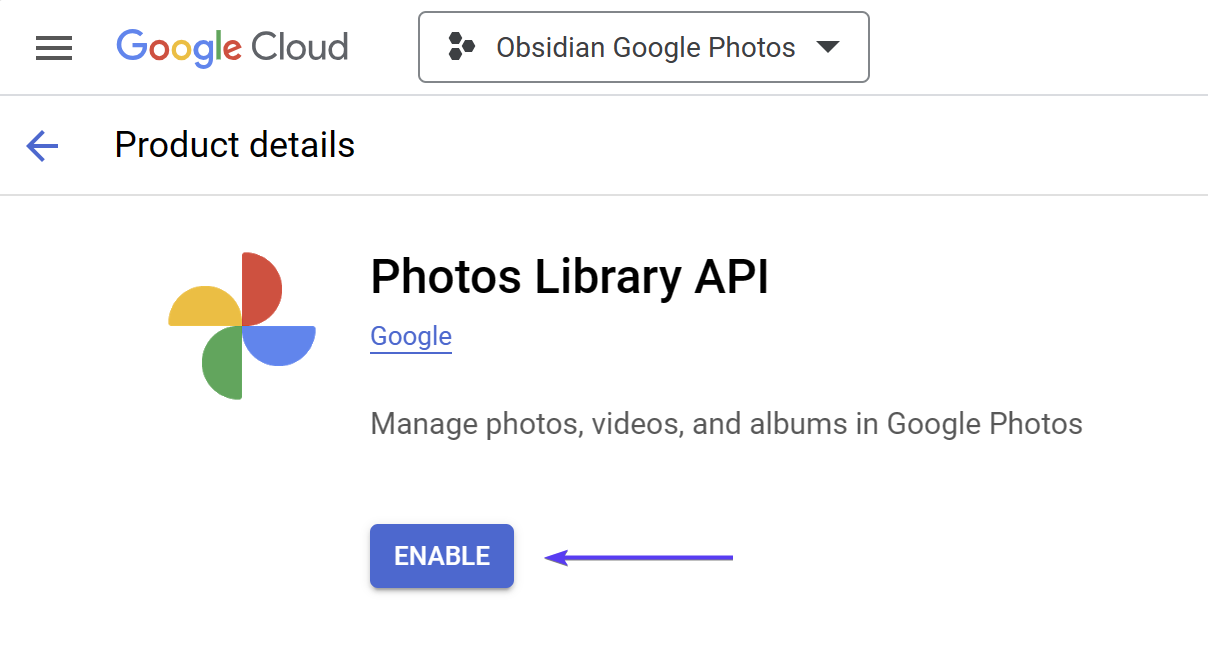 Google Cloud
Obsidian Google Photos
Product details
Photos Library API
Google
Manage photos, videos, and albums in Google Photos
ENABLE